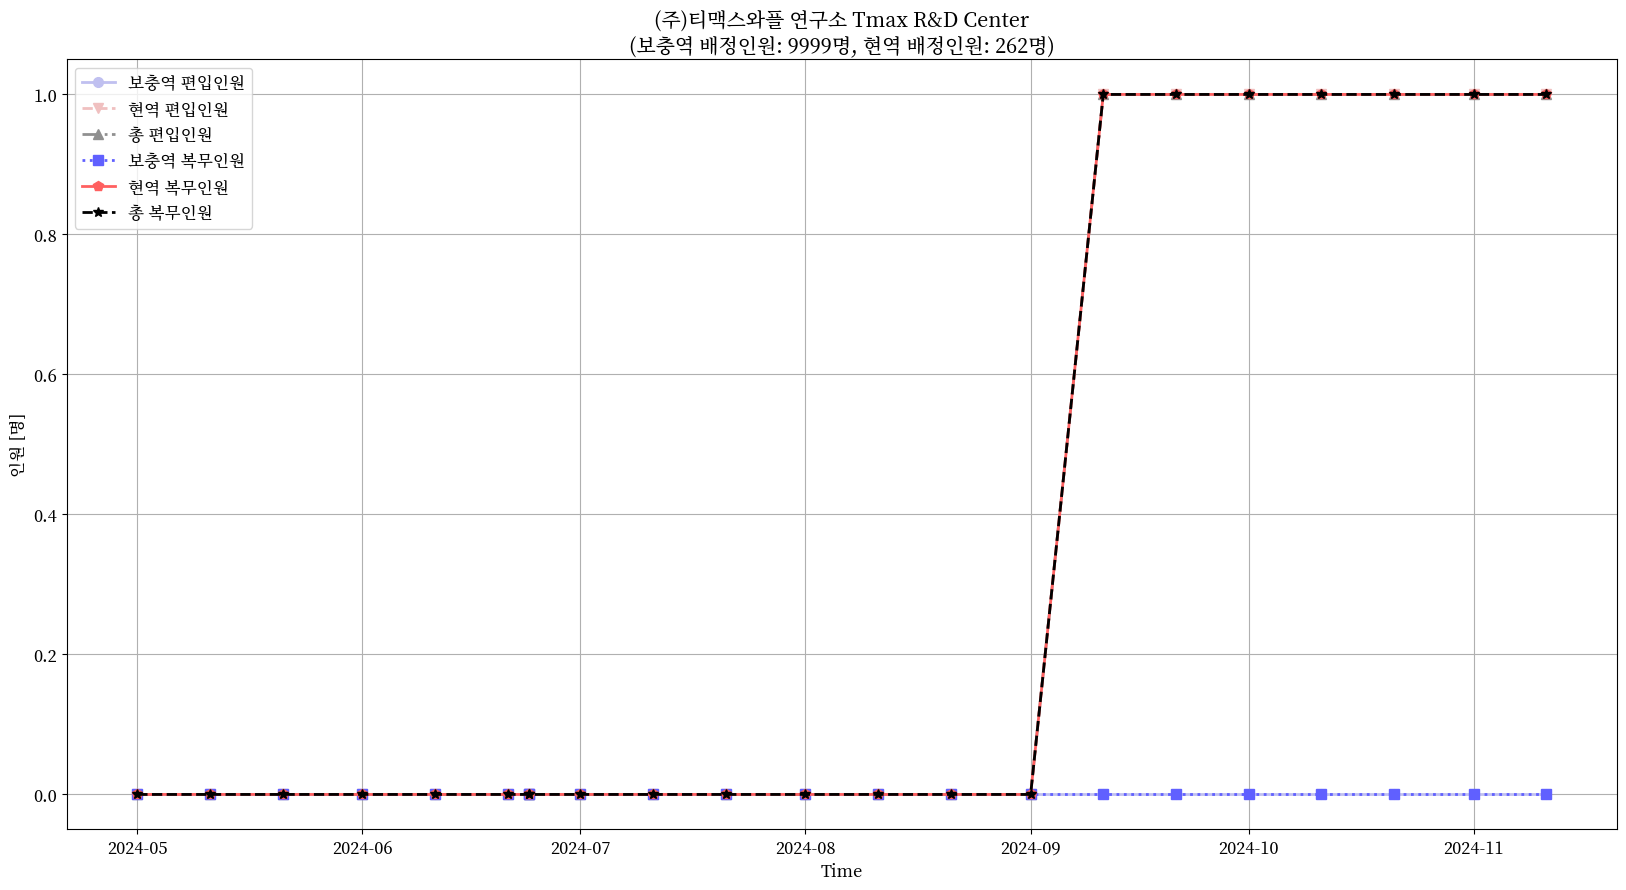 (주)티맥스와플 연구소 Tmax R&D Center
(보충역 배정인원: 9999명, 현역 배정인원: 262명)
보충역 편입인원
현역 편입인원
총 편입인원
보충역 복무인원
현역 복무인원
총 복무인원
1.0
0.8
0.6
0.4
0.2
0.0
인원 [명]
2024-05 2024-06 2024-07 2024-08 2024-09 2024-10 2024-11
Time